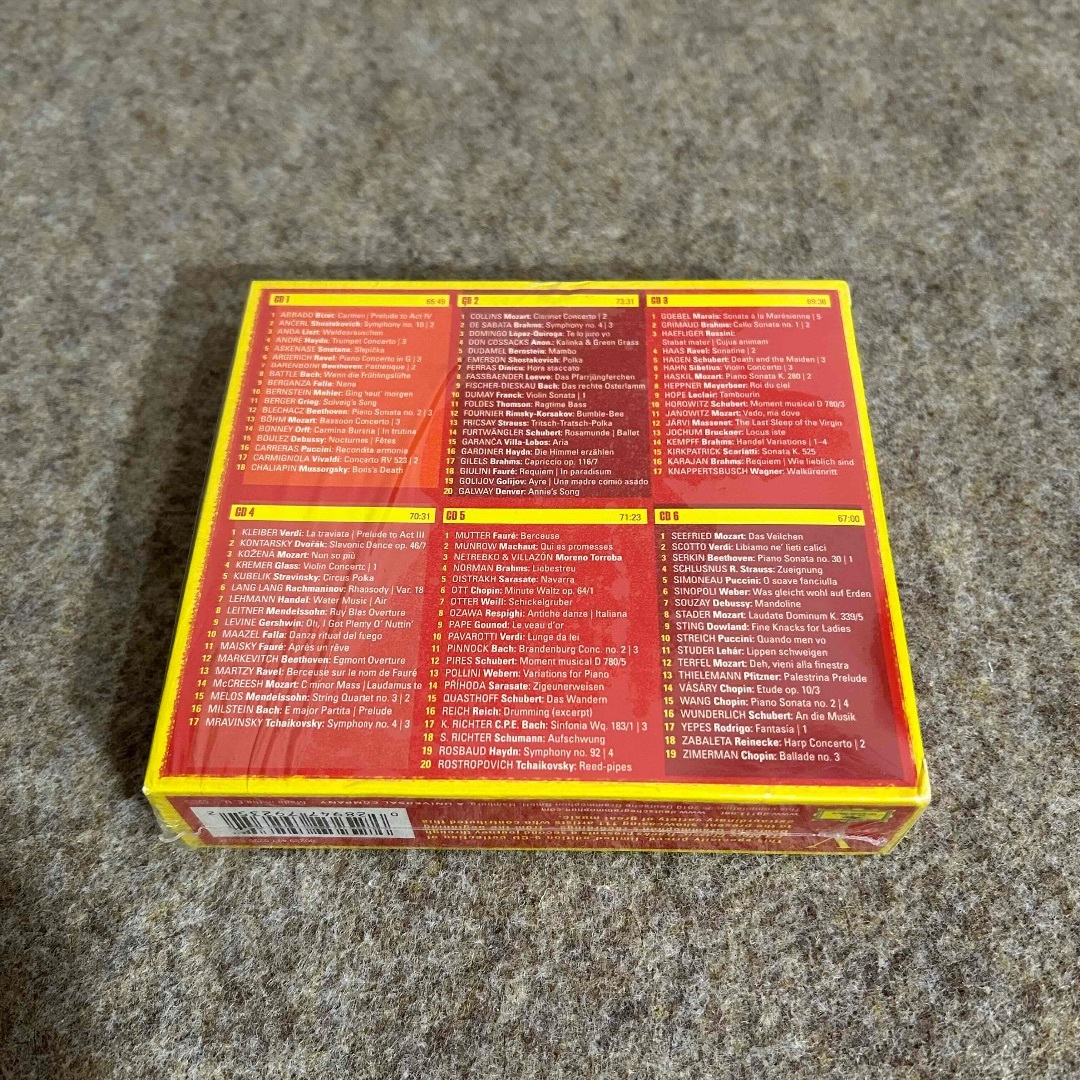 CD 1 65:49
1 ABBADO Bizet: Carmen | Prelude to Act IV
2 ANČERL Shostakovich: Symphony no. 10 | 2
3 ANDA Liszt: Waldesrauschen
4 ANDRÉ Haydn: Trumpet Concerto | 3
5 ASKENASE Smetana: Slepička
6 ARGERICH Ravel: Piano Concerto in G | 3
7 BARENBOIM Beethoven: Pathétique | 2
8 BATTLE Bach: Wenn die Frühlingslüfte
9 BERGANZA Falla: Nana
10 BERNSTEIN Mahler: Ging heut' morgen
11 BERGER Grieg: Solveig's Song
12 BLECHACZ Beethoven: Piano Sonata no. 2 | 3
13 BÖHM Mozart: Bassoon Concerto | 3
14 BONNEY Orff: Carmina Burana | In trutina
15 BOULEZ Debussy: Nocturnes | Fêtes
16 CARRERAS Puccini: Recondita armonia
17 CARMIGNOLA Vivaldi: Concerto RV 523 | 2
18 CHALIAPIN Mussorgsky: Boris's Death
CD 2 73:31
1 COLLINS Mozart: Clarinet Concerto | 2
2 DE SABATA Brahms: Symphony no. 4 | 3
3 DOMINGO López-Quiroga: Te lo juro yo
4 DON COSSACKS Anon.: Kalinka & Green Grass
5 DUDAMEL Bernstein: Mambo
6 EMERSON Shostakovich: Polka
7 FERRAS Dinicu: Hora staccato
8 FASSBAENDER Loewe: Das Pfarrjüngferchen
9 FISCHER-DIESKAU Bach: Das rechte Osterlamm
10 DUMAY Franck: Violin Sonata | 1
11 FOLDES Thomson: Ragtime Bass
12 FOURNIER Rimsky-Korsakov: Bumble-Bee
13 FRICSAY Strauss: Tritsch-Tratsch-Polka
14 FURTWÄNGLER Schubert: Rosamunde | Ballet
15 GARANČA Villa-Lobos: Aria
16 GARDINER Haydn: Die Himmel erzählen
17 GILELS Brahms: Capriccio op. 116/7
18 GIULINI Fauré: Requiem | In paradisum
19 GOLIJOV Golijov: Ayre | Una madre comió asado
20 GALWAY Denver: Annie's Song
CD 3 69:36
1 GOEBEL Marais: Sonata à la Marésienne | 5
2 GRIMAUD Brahms: Cello Sonata no. 1 | 2
3 HAEFLIGER Rossini:
Stabat mater | Cujus animam
4 HAAS Ravel: Sonatine | 2
5 HAGEN Schubert: Death and the Maiden | 3
6 HAHN Sibelius: Violin Concerto | 3
7 HASKIL Mozart: Piano Sonata K. 280 | 2
8 HEPPNER Meyerbeer: Roi du ciel
9 HOPE Leclair: Tambourin
10 HOROWITZ Schubert: Moment musical D 780/3
11 JANOWITZ Mozart: Vado, ma dove
12 JÄRVI Massenet: The Last Sleep of the Virgin
13 JOCHUM Bruckner: Locus iste
14 KEMPFF Brahms: Handel Variations | 1–4
15 KIRKPATRICK Scarlatti: Sonata K. 525
16 KARAJAN Brahms: Requiem | Wie lieblich sind
17 KNAPPERTSBUSCH Wagner: Walkürenritt
CD 4 70:31
1 KLEIBER Verdi: La traviata | Prelude to Act III
2 KONTARSKY Dvořák: Slavonic Dance op. 46/7
3 KOŽENÁ Mozart: Non so più
4 KREMER Glass: Violin Concerto | 1
5 KUBELIK Stravinsky: Circus Polka
6 LANG LANG Rachmaninov: Rhapsody | Var. 18
7 LEHMANN Handel: Water Music | Air
8 LEITNER Mendelssohn: Ruy Blas Overture
9 LEVINE Gershwin: Oh, I Got Plenty O' Nuttin'
10 MAAZEL Falla: Danza ritual del fuego
11 MAISKY Fauré: Après un rêve
12 MARKEVITCH Beethoven: Egmont Overture
13 MARTZY Ravel: Berceuse sur le nom de Fauré
14 McCREESH Mozart: C minor Mass | Laudamus te
15 MELOS Mendelssohn: String Quartet no. 3 | 2
16 MILSTEIN Bach: E major Partita | Prelude
17 MRAVINSKY Tchaikovsky: Symphony no. 4 | 3
CD 5 71:23
1 MUTTER Fauré: Berceuse
2 MUNROW Machaut: Qui es promesses
3 NETREBKO & VILLAZÓN Moreno Torroba
4 NORMAN Brahms: Liebestreu
5 OISTRAKH Sarasate: Navarra
6 OTT Chopin: Minute Waltz op. 64/1
7 OTTER Weill: Schickelgruber
8 OZAWA Respighi: Antiche danze | Italiana
9 PAPE Gounod: Le veau d'or
10 PAVAROTTI Verdi: Lunge da lei
11 PINNOCK Bach: Brandenburg Conc. no. 2 | 3
12 PIRES Schubert: Moment musical D 780/5
13 POLLINI Webern: Variations for Piano
14 PŘÍHODA Sarasate: Zigeunerweisen
15 QUASTHOFF Schubert: Das Wandern
16 REICH Reich: Drumming (excerpt)
17 K. RICHTER C.P.E. Bach: Sinfonia Wq. 183/1 | 3
18 S. RICHTER Schumann: Aufschwung
19 ROSBAUD Haydn: Symphony no. 92 | 4
20 ROSTROPOVICH Tchaikovsky: Reed-pipes
CD 6 67:00
1 SEEFRIED Mozart: Das Veilchen
2 SCOTTO Verdi: Libiamo ne' lieti calici
3 SERKIN Beethoven: Piano Sonata no. 30 | 1
4 SCHLUSNUS R. Strauss: Zueignung
5 SIMONEAU Puccini: O soave fanciulla
6 SINOPOLI Weber: Was gleicht wohl auf Erden
7 SOUZAY Debussy: Mandoline
8 STADER Mozart: Laudate Dominum K. 339/5
9 STING Dowland: Fine Knacks for Ladies
10 STREICH Puccini: Quando men vo
11 STUDER Lehár: Lippen schweigen
12 TERFEL Mozart: Deh, vieni alla finestra
13 THIELEMANN Pfitzner: Palestrina Prelude
14 VÁSÁRY Chopin: Etude op. 10/3
15 WANG Chopin: Piano Sonata no. 2 | 4
16 WUNDERLICH Schubert: An die Musik
17 YEPES Rodrigo: Fantasía | 1
18 ZABALETA Reinecke: Harp Concerto | 2
19 ZIMERMAN Chopin: Ballade no. 3
A UNIVERSAL COMPANY
0 28947 79232 2